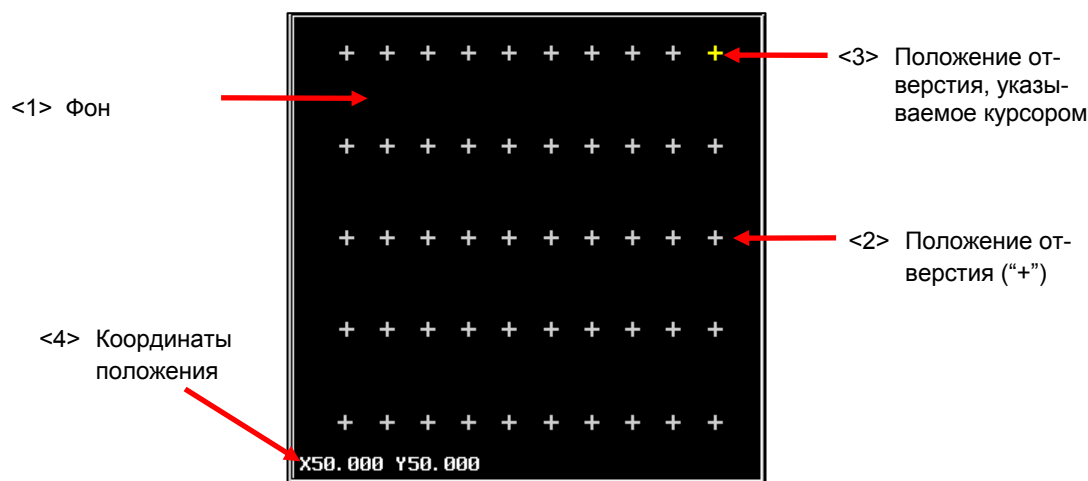 <3> Положение от-
верстия, указы-
ваемое курсором
<1> Фон
<2> Положение от-
верстия (“+”)
<4> Координаты
положения
X50.000 Y50.000